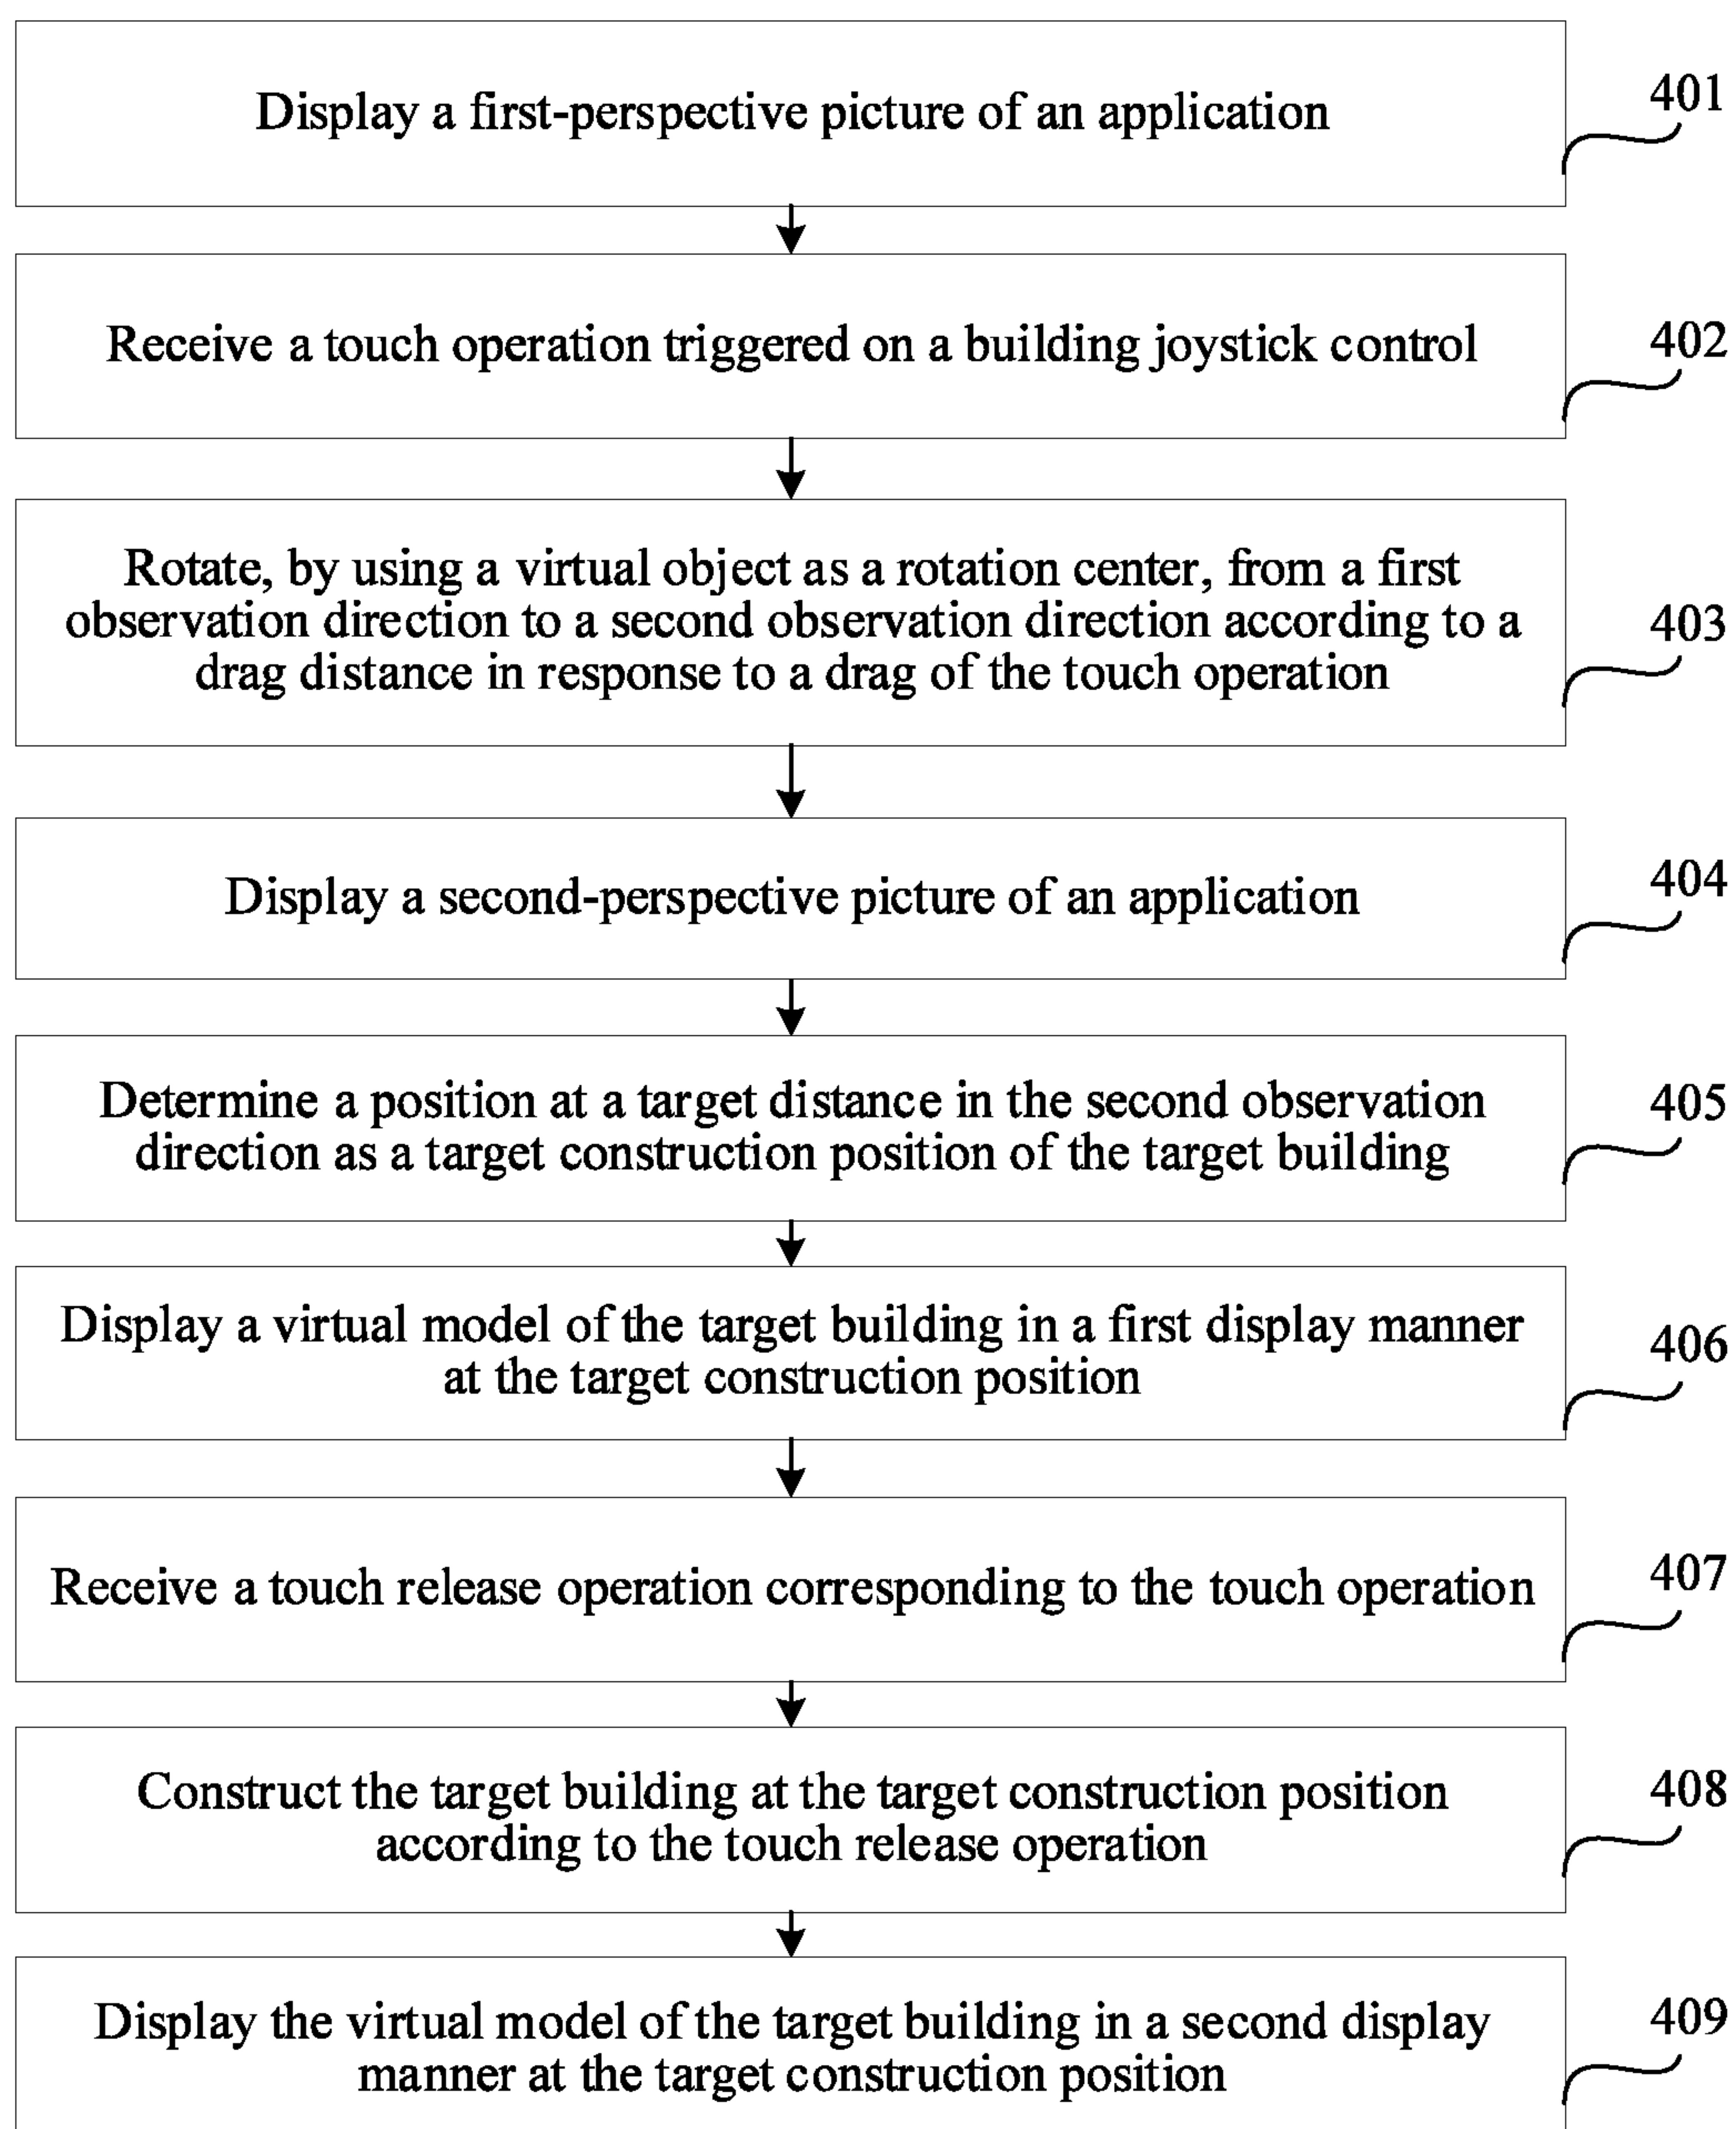 Display a first-perspective picture of an application
401
Receive a touch operation triggered on a building joystick control
402
Rotate, by using a virtual object as a rotation center, from a first
observation direction to a second observation direction according to a
drag distance in response to a drag of the touch operation
403
Display a second-perspective picture of an application
404
Determine a position at a target distance in the second observation
direction as a target construction position of the target building
405
Display a virtual model of the target building in a first display manner
at the target construction position
406
Receive a touch release operation corresponding to the touch operation
407
Construct the target building at the target construction position
according to the touch release operation
408
Display the virtual model of the target building in a second display
manner at the target construction position
409